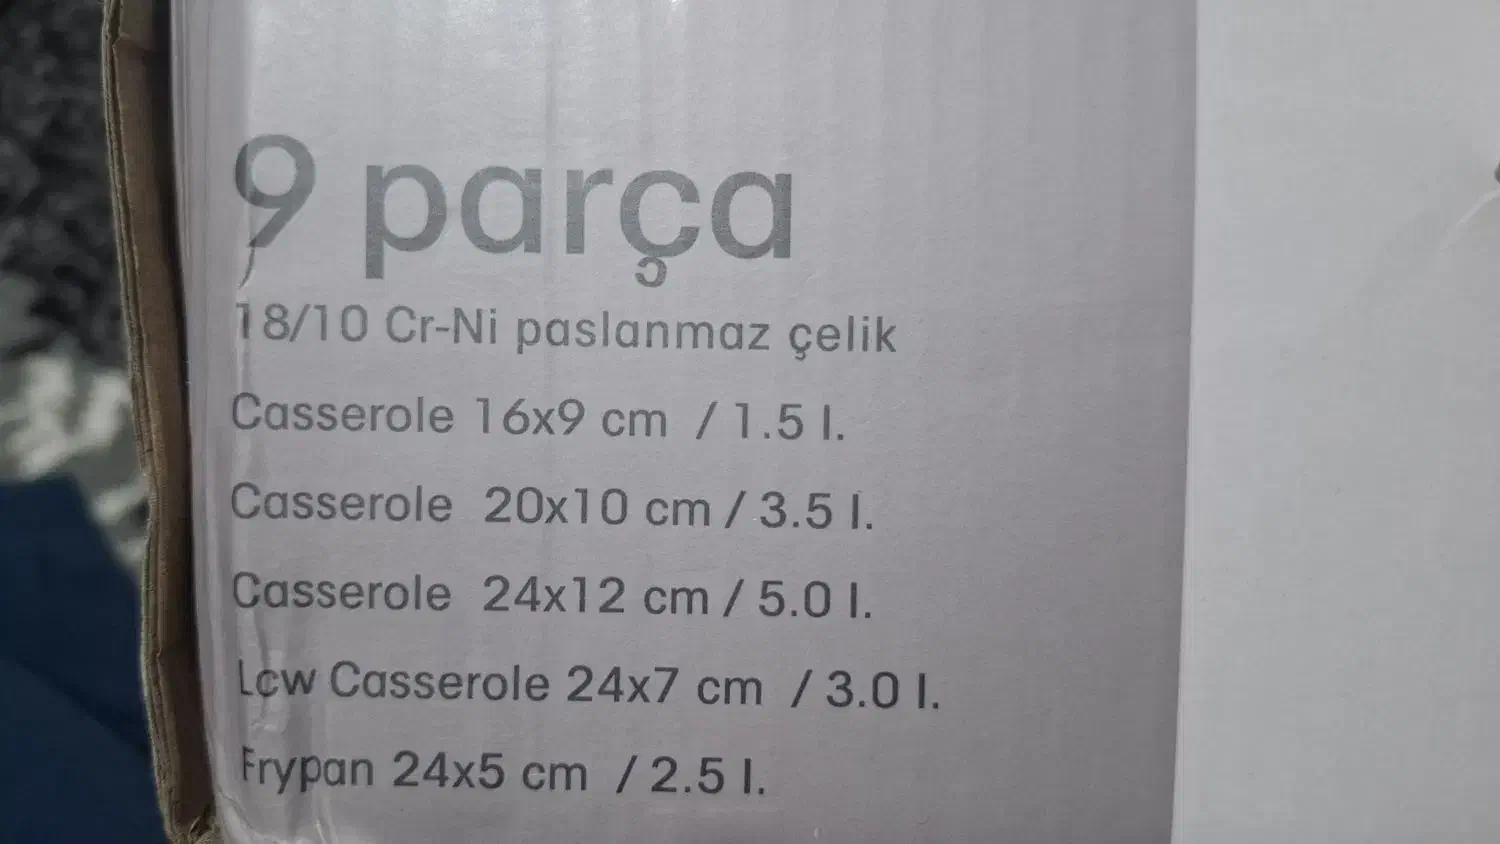 9 parça
18/10 Cr-Ni paslanmaz çelik
Casserole 16x9 cm / 1.5 l.
Casserole 20x10 cm / 3.5 l.
Casserole 24x12 cm / 5.0 l.
Low Casserole 24x7 cm / 3.0 l.
Frypan 24x5 cm / 2.5 l.